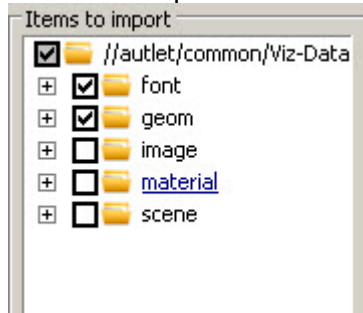 Items to import
//autlet/common/Viz-Data
font
geom
image
material
scene